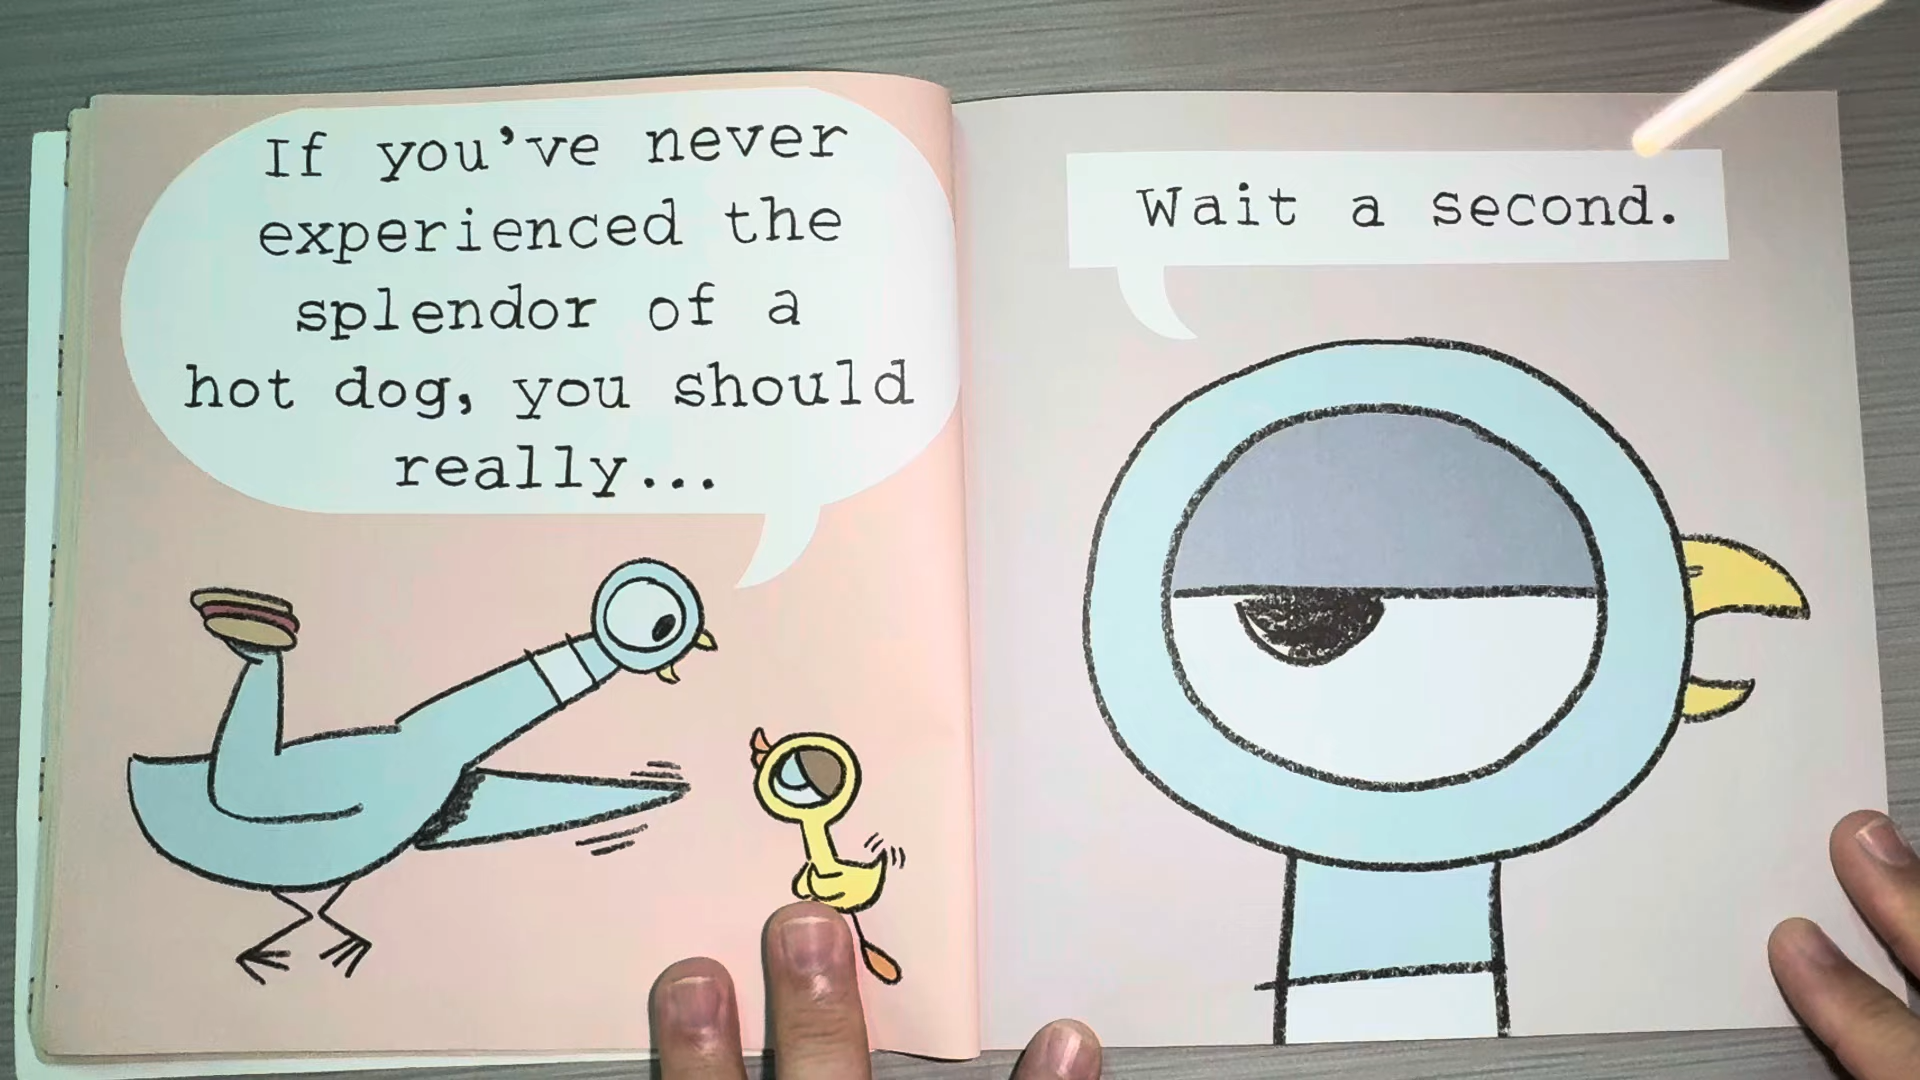 If you've never
experienced the
splendor of a
hot dog, you should
really...
Wait a second.